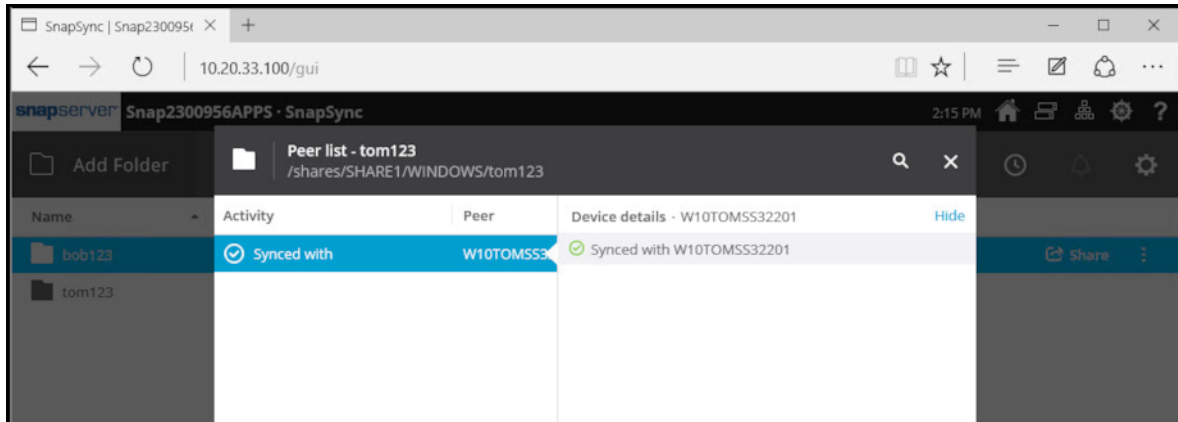 SnapSync | Snap230095
10.20.33.100/gui
snapserver Snap2300956APPS · SnapSync 2:15 PM ?
Add Folder
Peer list - tom123
/shares/SHARE1/WINDOWS/tom123
Name
Activity Peer Device details - W10TOMSS32201 Hide
bob123
Synced with W10TOMSS3 Synced with W10TOMSS32201
Share
tom123